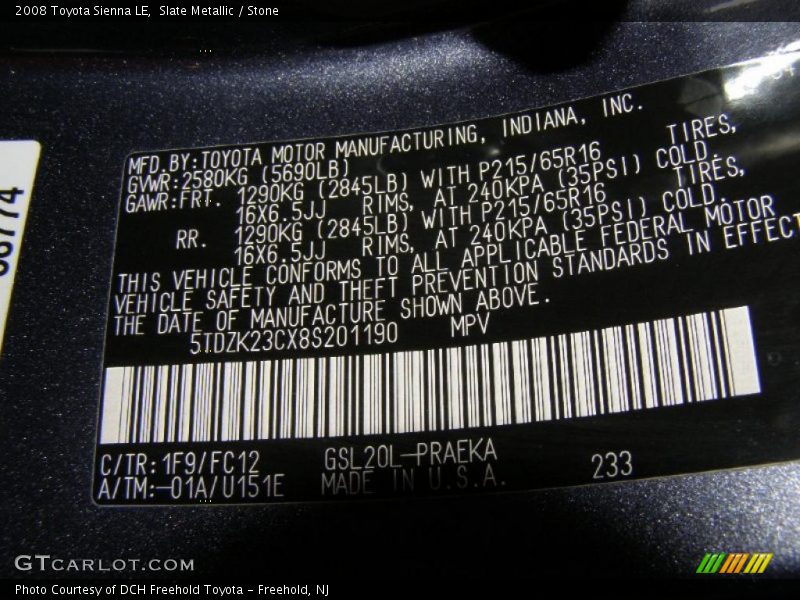 2008 Toyota Sienna LE, Slate Metallic / Stone
MFD.BY:TOYOTA MOTOR MANUFACTURING, INDIANA, INC.
GVWR:2580KG (5690LB)
GAWR:FRT. 1290KG (2845LB) WITH P215/65R16 TIRES,
16X6.5JJ RIMS, AT 240KPA (35PSI) COLD.
RR. 1290KG (2845LB) WITH P215/65R16 TIRES,
16X6.5JJ RIMS, AT 240KPA (35PSI) COLD.
THIS VEHICLE CONFORMS TO ALL APPLICABLE FEDERAL MOTOR
VEHICLE SAFETY AND THEFT PREVENTION STANDARDS IN EFFECT
THE DATE OF MANUFACTURE SHOWN ABOVE.
5TDZK23CX8S201190 MPV
C/TR:1F9/FC12 GSL20L-PRAEKA 233
A/TM:-01A/U151E MADE IN U.S.A.
GTCARLOT.COM
Photo Courtesy of DCH Freehold Toyota - Freehold, NJ